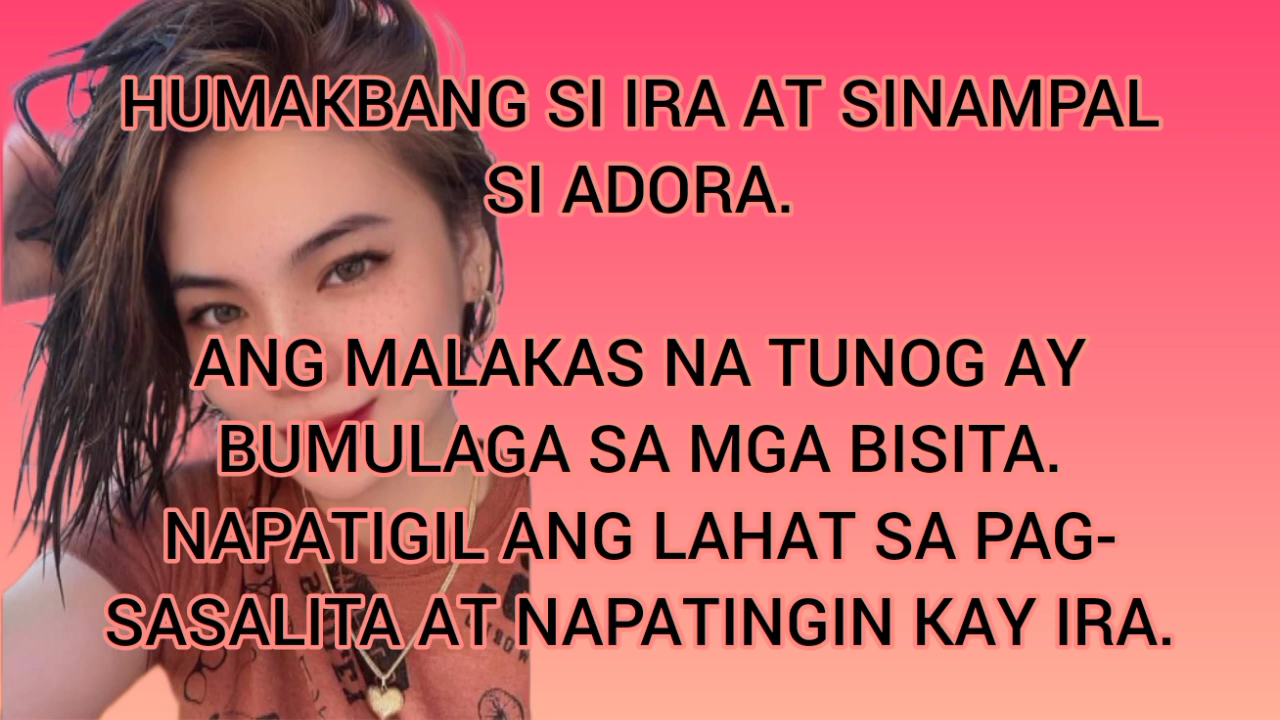 HUMAKBANG SI IRA AT SINAMPAL
SI ADORA.
ANG MALAKAS NA TUNOG AY
BUMULAGA SA MGA BISITA.
NAPATIGIL ANG LAHAT SA PAG-
SASALITA AT NAPATINGIN KAY IRA.